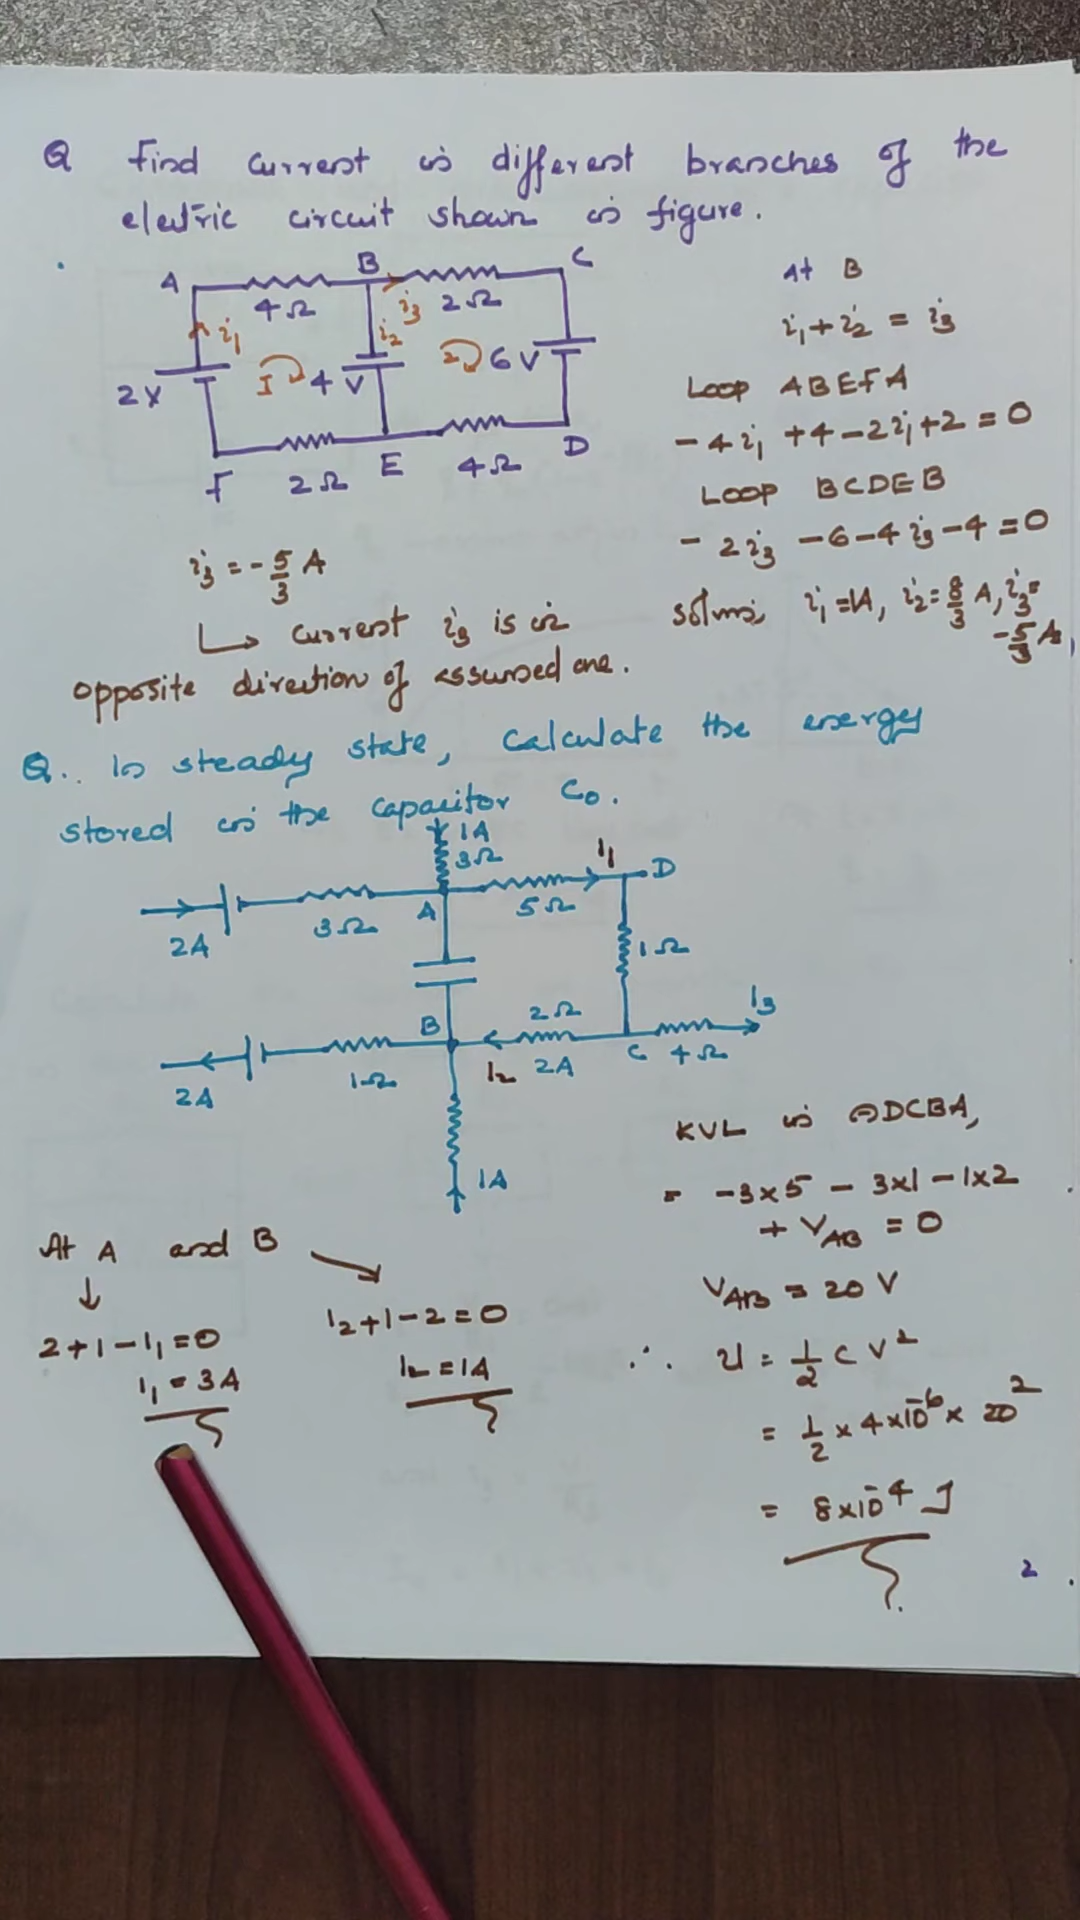 Q Find current in different branches of the
electric circuit shown in figure.
A B C
4Ω 2Ω
i₁ i₂ i₃
2V I 4V 2 6V
F 2Ω E 4Ω D
At B
i₁+i₂ = i₃
Loop ABEFA
-4i₁ +4-2i₁+2=0
Loop BCDEB
- 2i₃ -6-4i₃-4=0
i₃ = -5/3 A
↳ current i₃ is in
opposite direction of assumed one.
i₁=1A, i₂=8/3 A, i₃=
-5/3 A
Q.. In steady state, calculate the energy
stored in the capacitor C₀.
1A
3Ω I₁ D
A 5Ω
2A 3Ω 1Ω
B 2Ω I₃
1Ω I₂ 2A C 4Ω
2A
1A
KVL in ADCBA,
= -3×5 - 3×1 - 1×2
+ V_AB = 0
V_AB = 20 V
∴ U = 1/2 C V²
= 1/2 × 4×10⁻⁶ × 20²
= 8×10⁻⁴ J
At A and B
↓
2+1-I₁=0
I₁ = 3A
I₂+1-2=0
I₂=1A
2